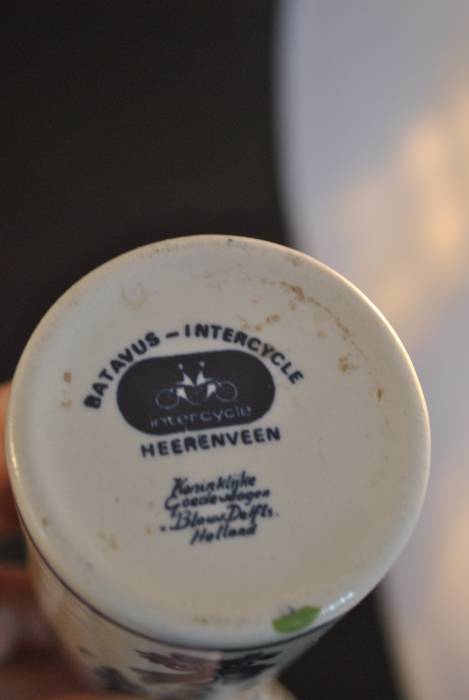 BATAVUS – INTERCYCLE
intercycle
HEERENVEEN
Koninklijke
Goedewaagen
Blauw Delfts.
Holland